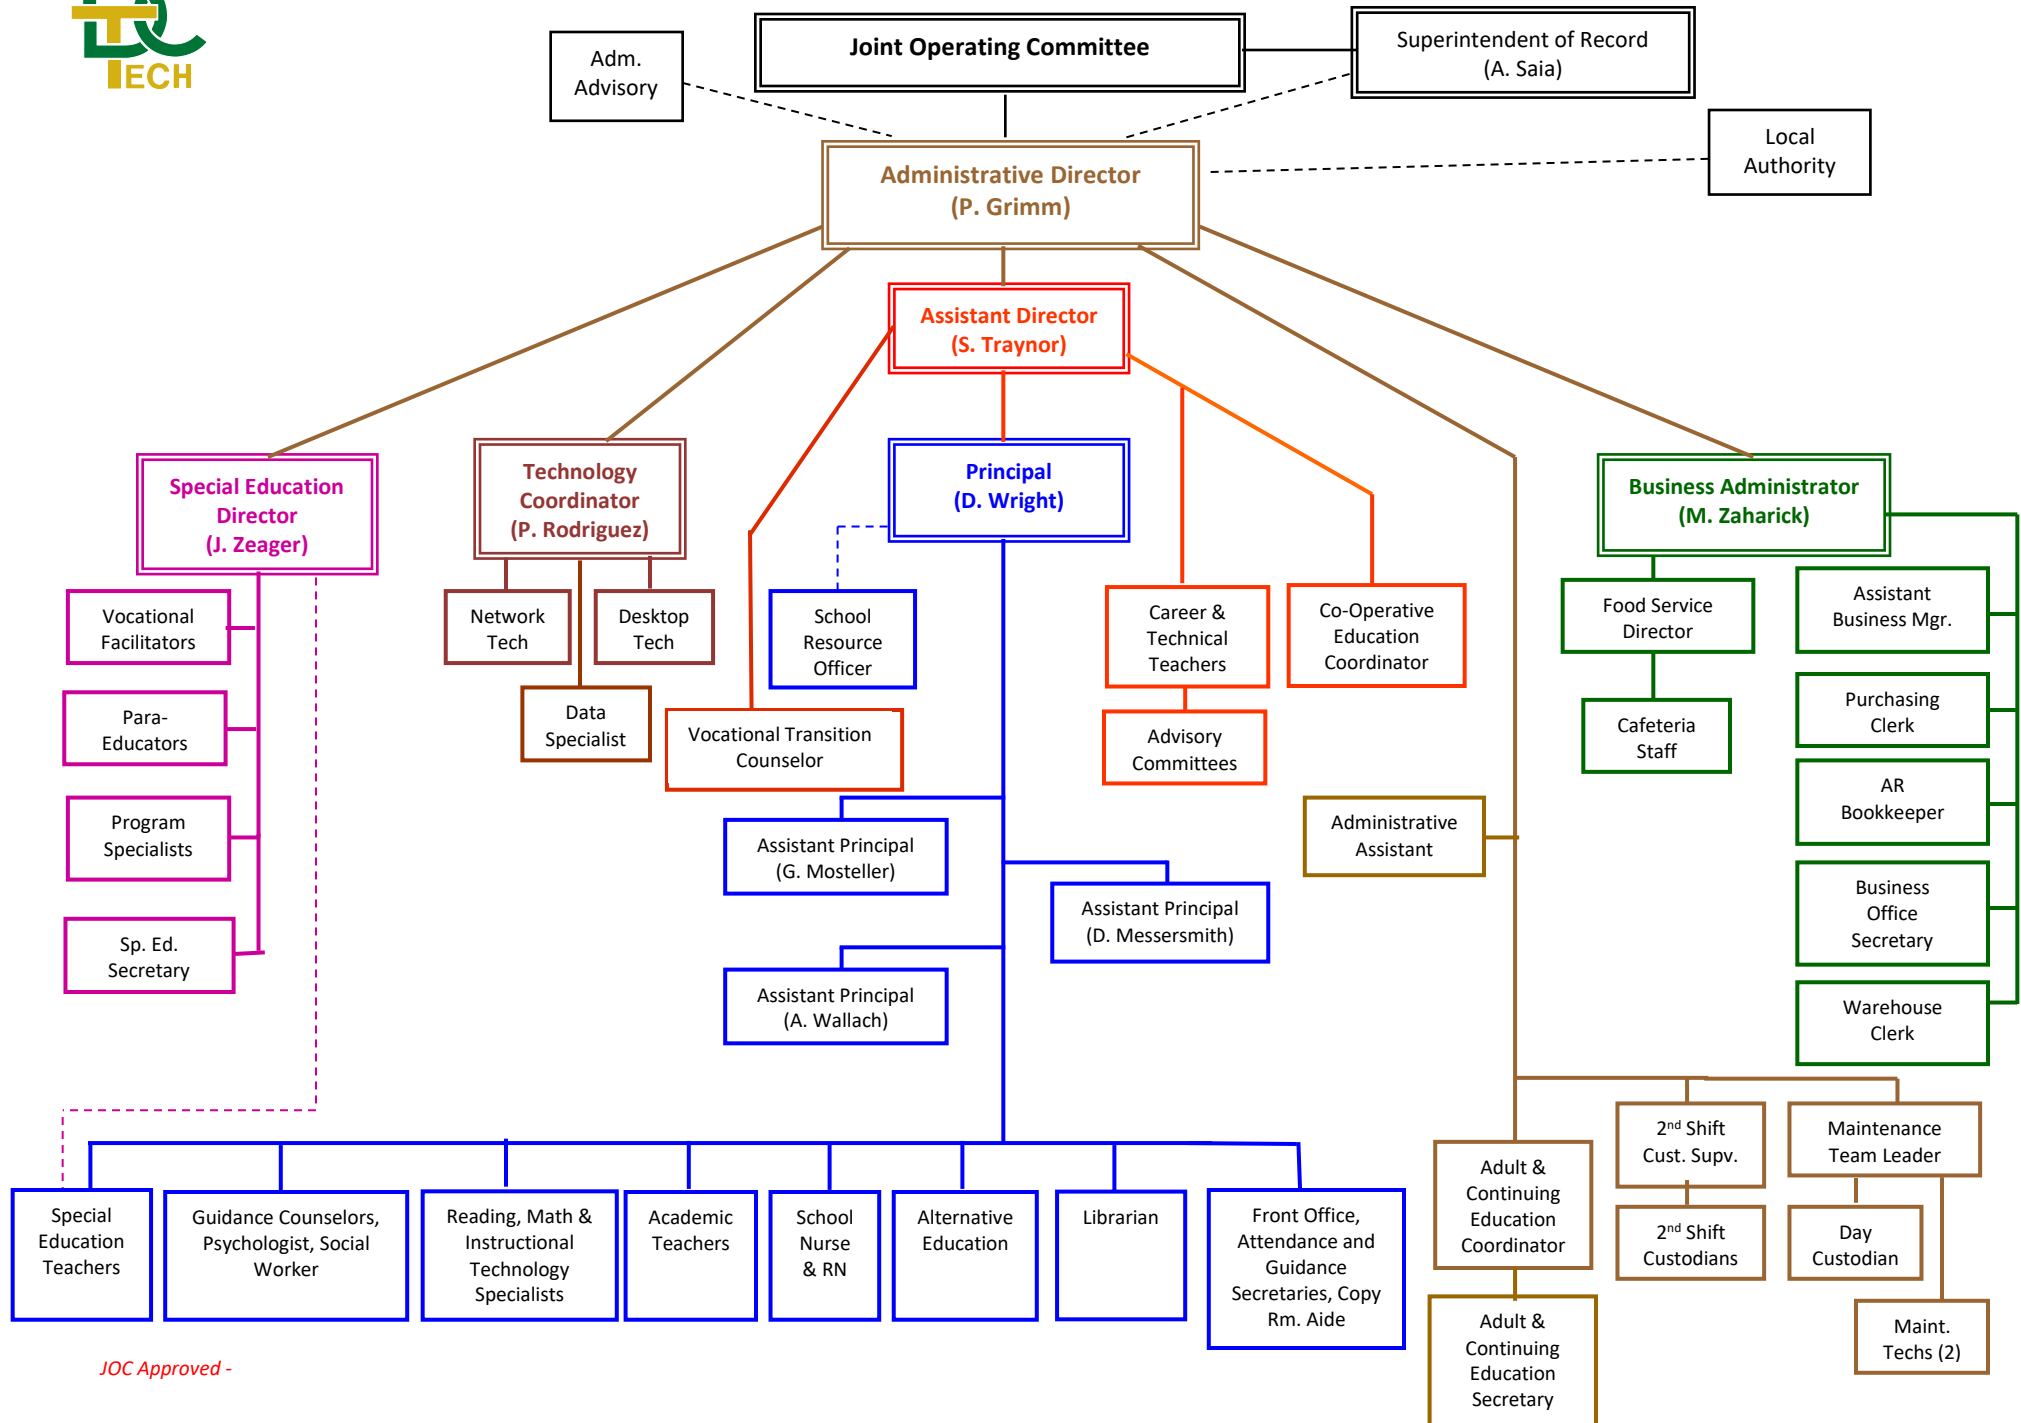 TECH
Joint Operating Committee
Superintendent of Record
(A. Saia)
Adm.
Advisory
Local
Authority
Administrative Director
(P. Grimm)
Assistant Director
(S. Traynor)
Special Education
Director
(J. Zeager)
Technology
Coordinator
(P. Rodriguez)
Principal
(D. Wright)
Business Administrator
(M. Zaharick)
Vocational
Facilitators
Para-
Educators
Program
Specialists
Sp. Ed.
Secretary
Network
Tech
Desktop
Tech
Data
Specialist
Vocational Transition
Counselor
School
Resource
Officer
Career &
Technical
Teachers
Advisory
Committees
Co-Operative
Education
Coordinator
Food Service
Director
Cafeteria
Staff
Assistant
Business Mgr.
Purchasing
Clerk
AR
Bookkeeper
Business
Office
Secretary
Warehouse
Clerk
Assistant Principal
(G. Mosteller)
Assistant Principal
(D. Messersmith)
Assistant Principal
(A. Wallach)
Administrative
Assistant
Special
Education
Teachers
Guidance Counselors,
Psychologist, Social
Worker
Reading, Math &
Instructional
Technology
Specialists
Academic
Teachers
School
Nurse
& RN
Alternative
Education
Librarian
Front Office,
Attendance and
Guidance
Secretaries, Copy
Rm. Aide
Adult &
Continuing
Education
Coordinator
Adult &
Continuing
Education
Secretary
2nd Shift
Cust. Supv.
2nd Shift
Custodians
Maintenance
Team Leader
Day
Custodian
Maint.
Techs (2)
JOC Approved -